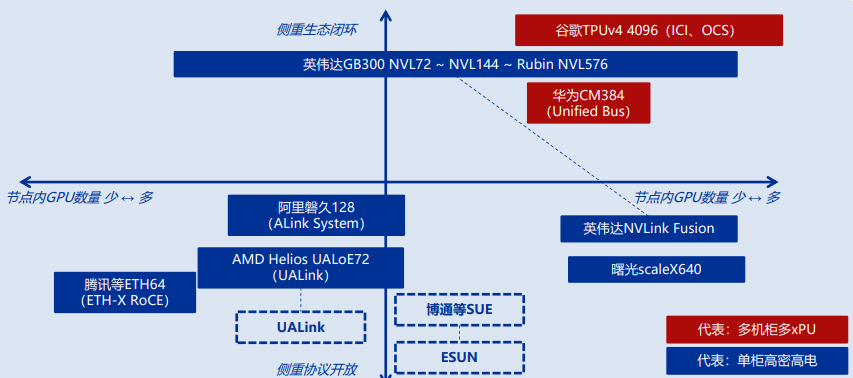 侧重生态闭环
谷歌TPUv4 4096（ICI、OCS）
英伟达GB300 NVL72 ~ NVL144 ~ Rubin NVL576
华为CM384
（Unified Bus）
节点内GPU数量 少 ↔ 多
节点内GPU数量 少 ↔ 多
阿里磐久128
（ALink System）
英伟达NVLink Fusion
AMD Helios UALoE72
（UALink）
曙光scaleX640
腾讯等ETH64
（ETH-X RoCE）
博通等SUE
UALink
代表：多机柜多xPU
ESUN
代表：单柜高密高电
侧重协议开放